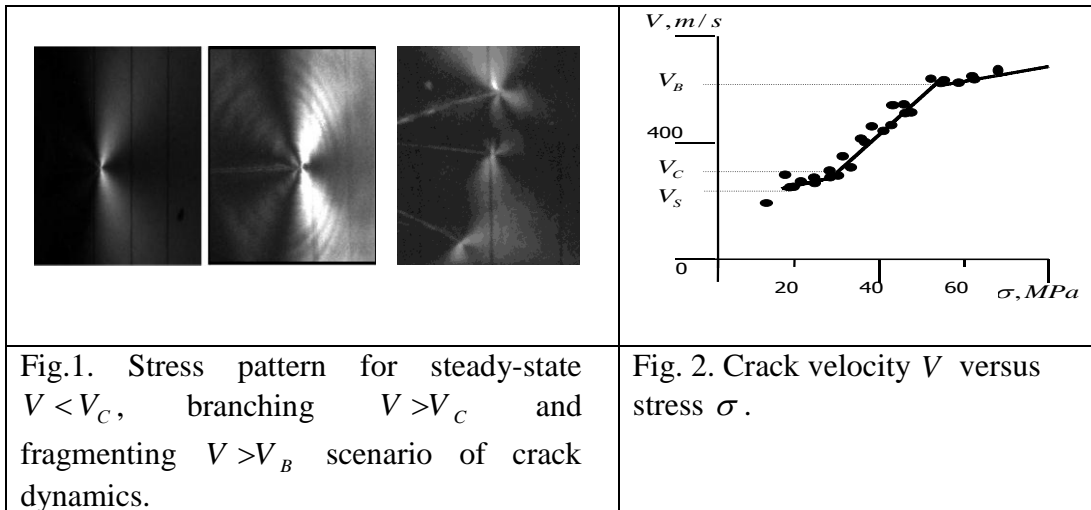 V, m / s
V_B
400
V_C
V_S
0
20
40
60
σ, MPa
Fig.1. Stress pattern for steady-state
V < V_C, branching V >V_C and
fragmenting V >V_B scenario of crack
dynamics.
Fig. 2. Crack velocity V versus
stress σ.